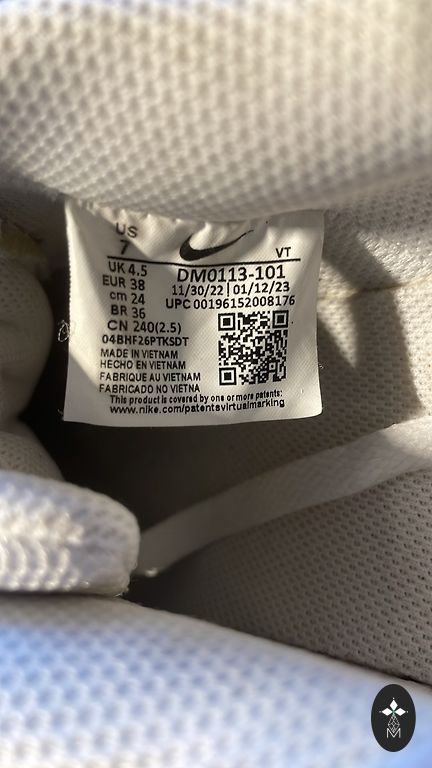 US
7
VT
UK 4.5
DM0113-101
EUR 38
11/30/22 | 01/12/23
cm 24
UPC 00196152008176
BR 36
CN 240(2.5)
04BHF26PTKSDT
MADE IN VIETNAM
HECHO EN VIETNAM
FABRIQUE AU VIETNAM
FABRICADO NO VIETNA
This product is covered by one or more patents:
www.nike.com/patentsvirtualmarking
M